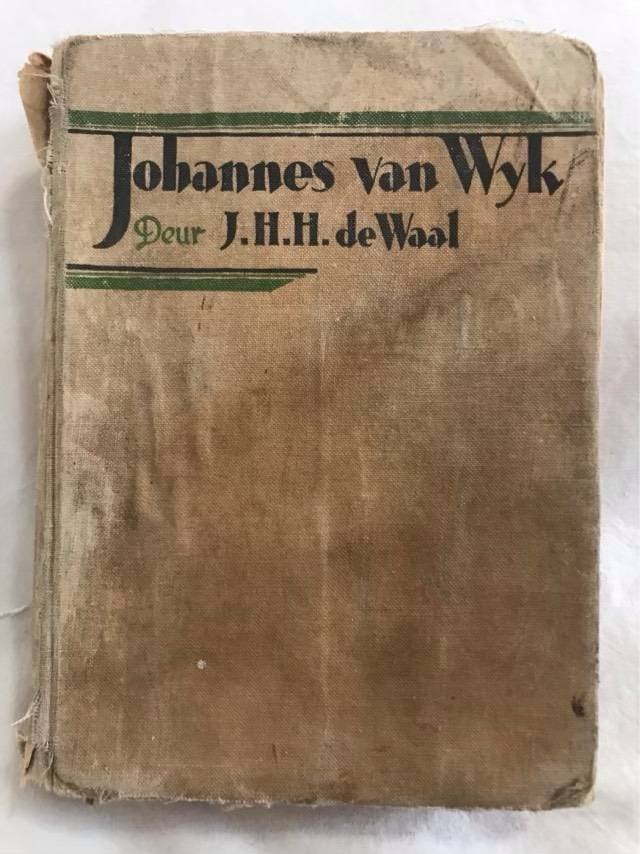 Johannes van Wyk
Deur J.H.H. de Waal